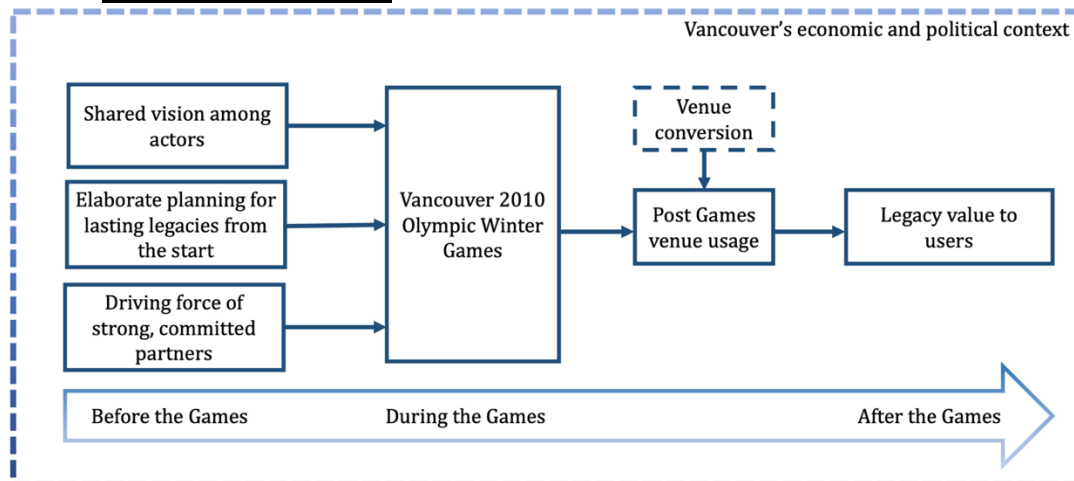 Vancouver's economic and political context
Shared vision among
actors
Elaborate planning for
lasting legacies from
the start
Driving force of
strong, committed
partners
Vancouver 2010
Olympic Winter
Games
Venue
conversion
Post Games
venue usage
Legacy value to
users
Before the Games
During the Games
After the Games